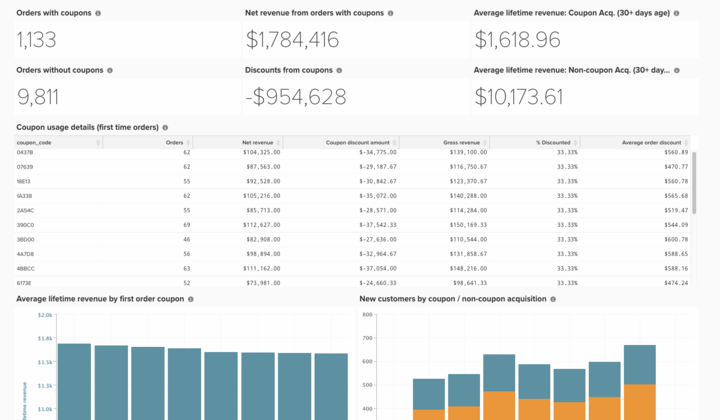 Orders with coupons
Net revenue from orders with coupons
Average lifetime revenue: Coupon Acq. (30+ days age)
1,133
$1,784,416
$1,618.96
Orders without coupons
Discounts from coupons
Average lifetime revenue: Non-coupon Acq. (30+ day...
9,811
-$954,628
$10,173.61
Coupon usage details (first time orders)
coupon_code Orders Net revenue Coupon discount amount Gross revenue % Discounted Average order discount
0437B 62 $104,325.00 $-34,775.00 $139,100.00 33.33% $560.89
07639 62 $87,563.00 $-29,187.67 $116,750.67 33.33% $470.77
18E13 55 $92,528.00 $-30,842.67 $123,370.67 33.33% $560.78
1A338 62 $105,216.00 $-35,072.00 $140,288.00 33.33% $565.68
2A54C 55 $85,713.00 $-28,571.00 $114,284.00 33.33% $519.47
390C0 69 $112,627.00 $-37,542.33 $150,169.33 33.33% $544.09
3BD00 46 $82,908.00 $-27,636.00 $110,544.00 33.33% $600.78
4A7D8 56 $98,894.00 $-32,964.67 $131,858.67 33.33% $588.65
4BBCC 63 $111,162.00 $-37,054.00 $148,216.00 33.33% $588.16
6173E 52 $73,981.00 $-24,660.33 $98,641.33 33.33% $474.24
Average lifetime revenue by first order coupon
New customers by coupon / non-coupon acquisition
$2.0k
$1.8k
$1.5k
$1.3k
$1.0k
revenue
800
700
600
500
400